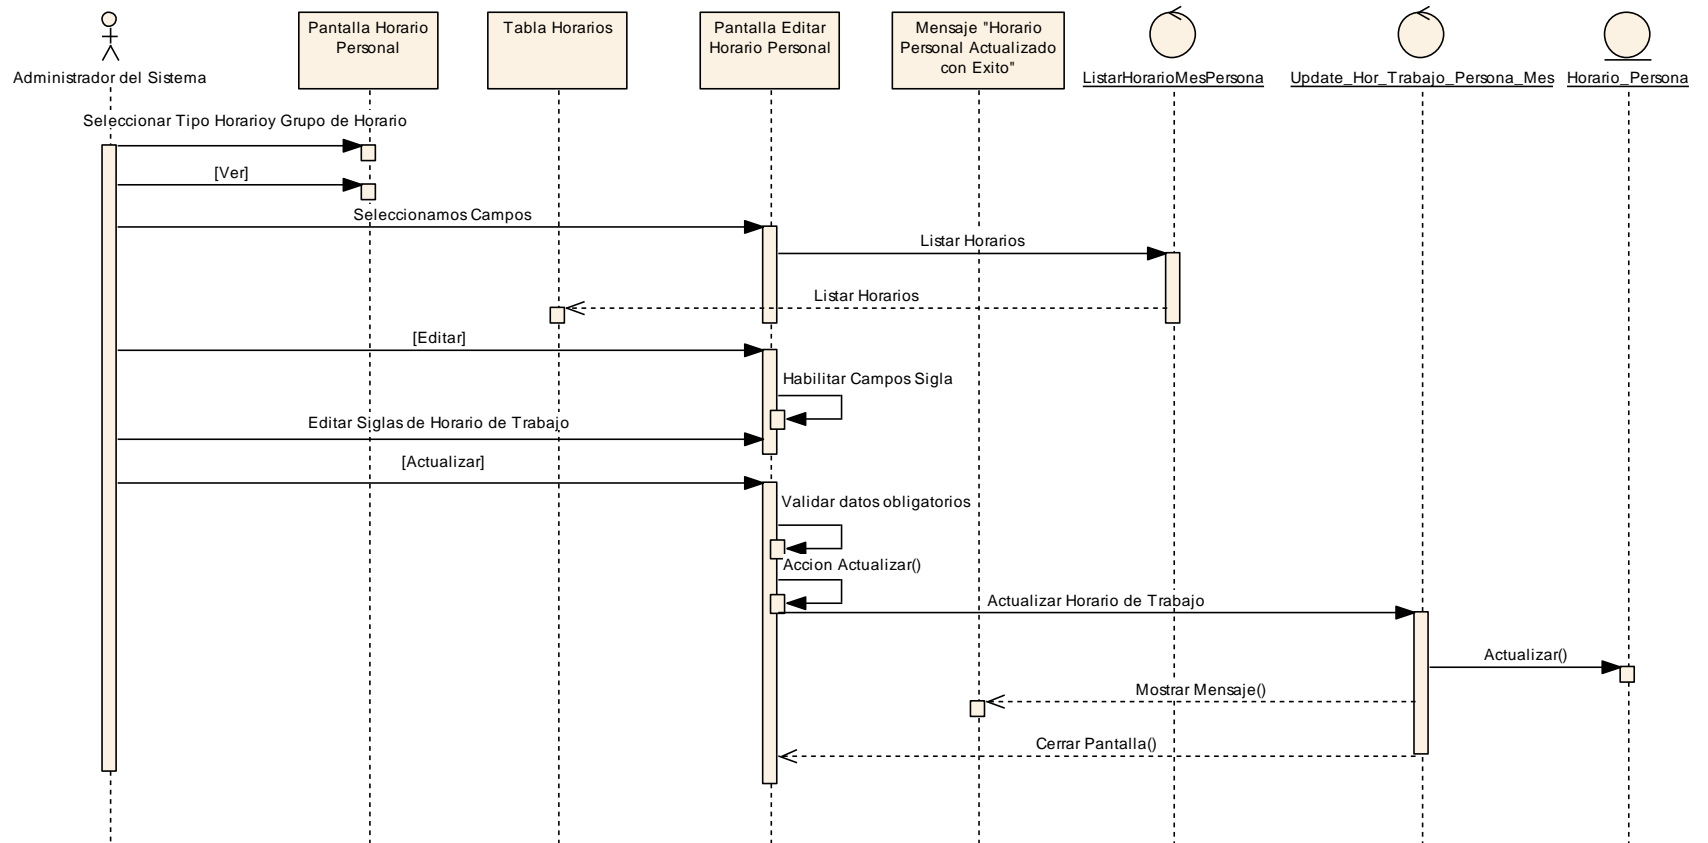 Administrador del Sistema
Pantalla Horario
Personal
Tabla Horarios
Pantalla Editar
Horario Personal
Mensaje "Horario
Personal Actualizado
con Exito"
ListarHorarioMesPersona
Update_Hor_Trabajo_Persona_Mes
Horario_Persona
Seleccionar Tipo Horarioy Grupo de Horario
[Ver]
Seleccionamos Campos
Listar Horarios
Listar Horarios
[Editar]
Habilitar Campos Sigla
Editar Siglas de Horario de Trabajo
[Actualizar]
Validar datos obligatorios
Accion Actualizar()
Actualizar Horario de Trabajo
Actualizar()
Mostrar Mensaje()
Cerrar Pantalla()